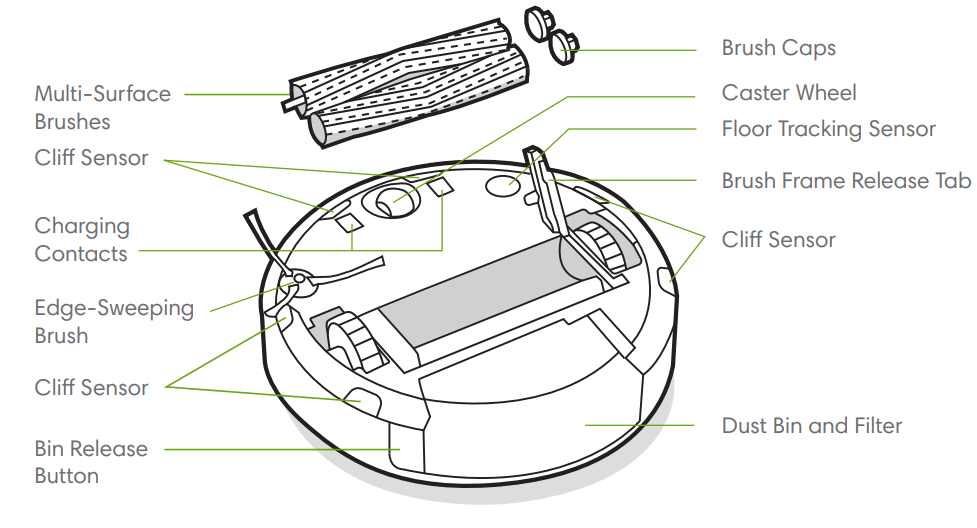 Multi-Surface
Brushes
Cliff Sensor
Charging
Contacts
Edge-Sweeping
Brush
Cliff Sensor
Bin Release
Button
Brush Caps
Caster Wheel
Floor Tracking Sensor
Brush Frame Release Tab
Cliff Sensor
Dust Bin and Filter